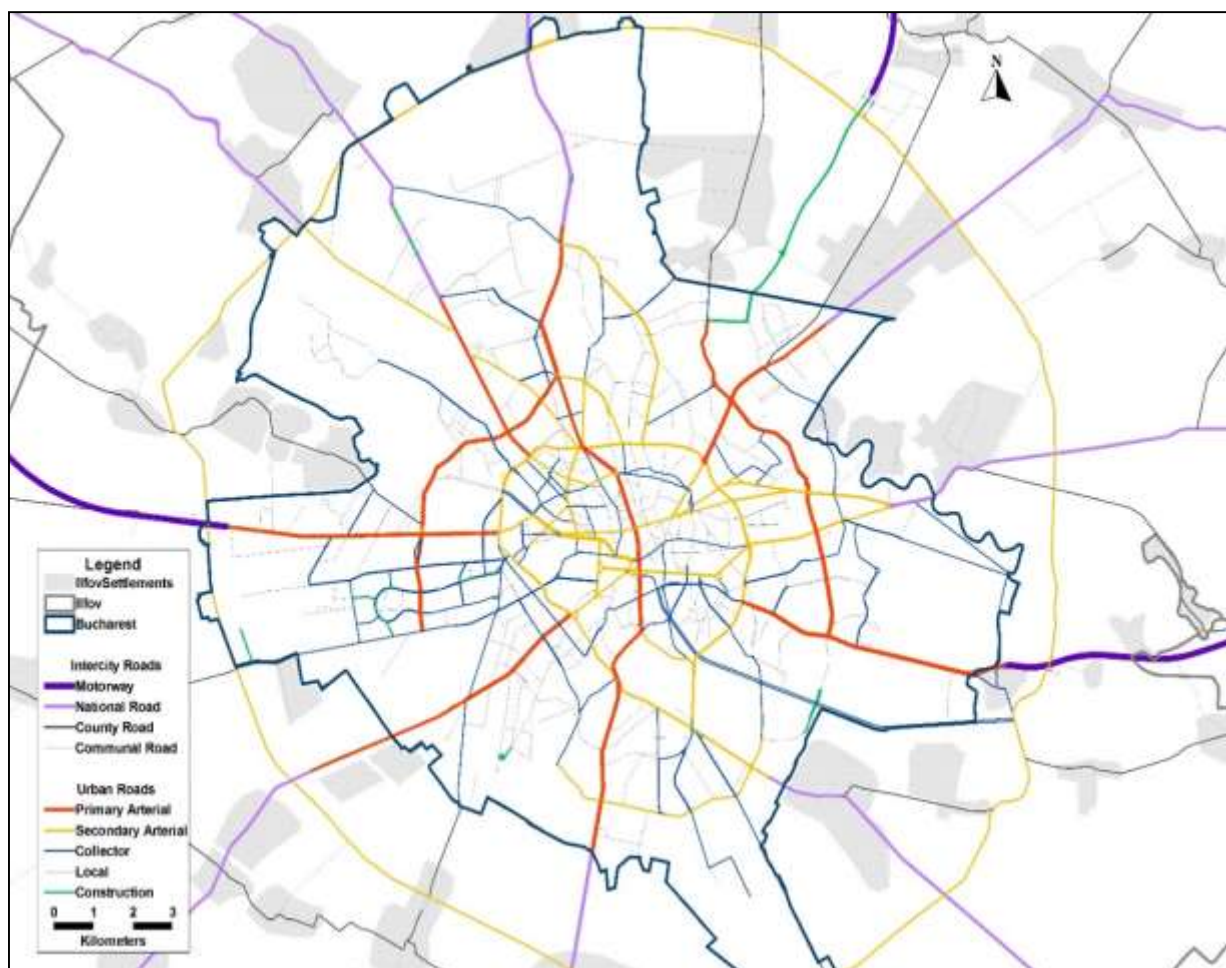 N
Legend
IlfovSettlements
Ilfov
Bucharest
Intercity Roads
Motorway
National Road
County Road
Communal Road
Urban Roads
Primary Arterial
Secondary Arterial
Collector
Local
Construction
0 1 2 3
Kilometers